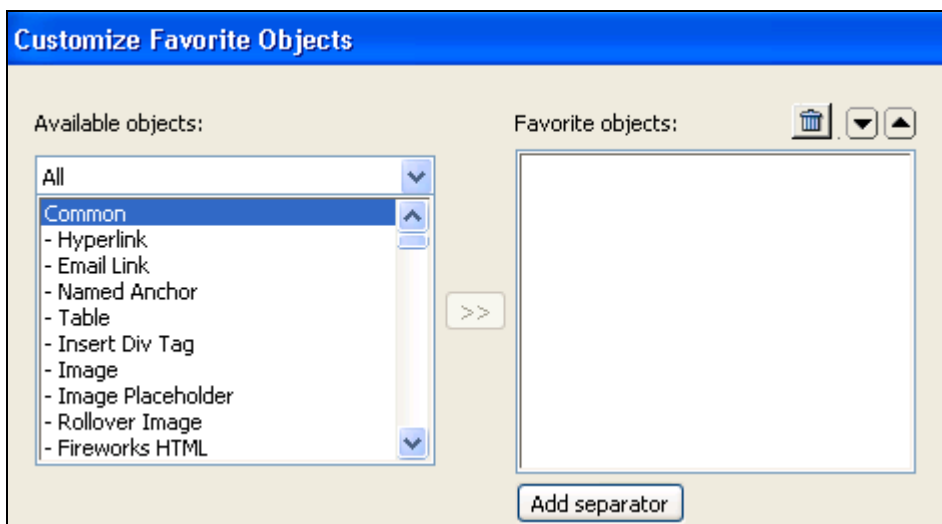 Customize Favorite Objects
Available objects:
All
Common
- Hyperlink
- Email Link
- Named Anchor
- Table
- Insert Div Tag
- Image
- Image Placeholder
- Rollover Image
- Fireworks HTML
>>
Favorite objects:
Add separator